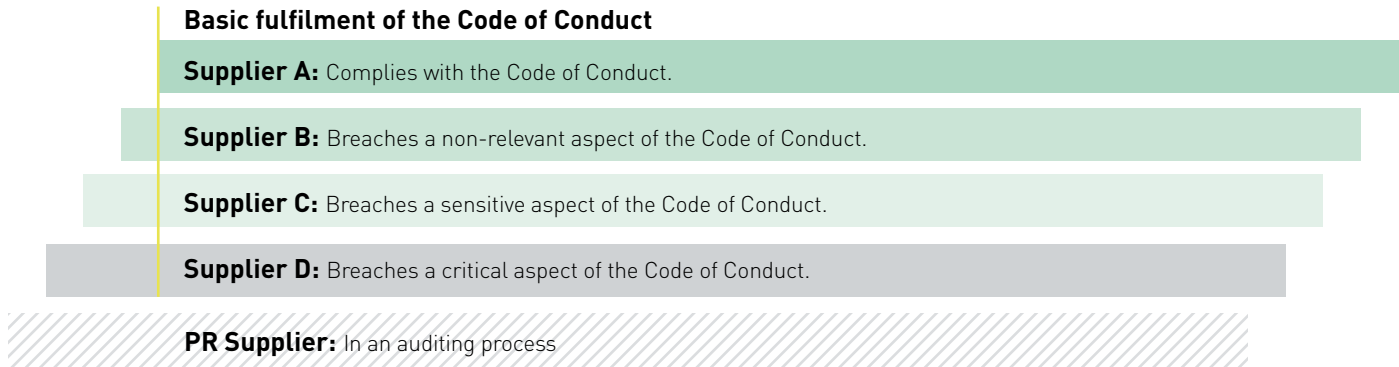 Basic fulfilment of the Code of Conduct
Supplier A: Complies with the Code of Conduct.
Supplier B: Breaches a non-relevant aspect of the Code of Conduct.
Supplier C: Breaches a sensitive aspect of the Code of Conduct.
Supplier D: Breaches a critical aspect of the Code of Conduct.
PR Supplier: In an auditing process